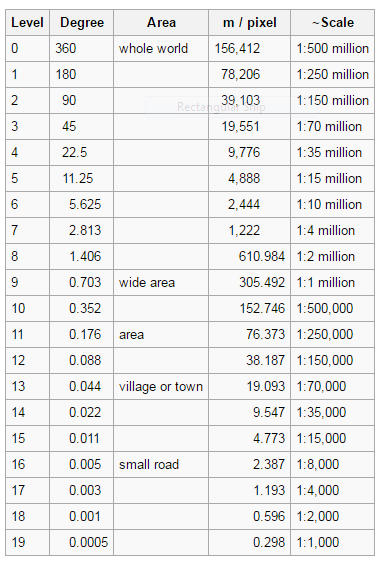 Level Degree Area m / pixel ~Scale
0 360 whole world 156,412 1:500 million
1 180 78,206 1:250 million
2 90 39,103 1:150 million
Rectangular Snip
3 45 19,551 1:70 million
4 22.5 9,776 1:35 million
5 11.25 4,888 1:15 million
6 5.625 2,444 1:10 million
7 2.813 1,222 1:4 million
8 1.406 610.984 1:2 million
9 0.703 wide area 305.492 1:1 million
10 0.352 152.746 1:500,000
11 0.176 area 76.373 1:250,000
12 0.088 38.187 1:150,000
13 0.044 village or town 19.093 1:70,000
14 0.022 9.547 1:35,000
15 0.011 4.773 1:15,000
16 0.005 small road 2.387 1:8,000
17 0.003 1.193 1:4,000
18 0.001 0.596 1:2,000
19 0.0005 0.298 1:1,000